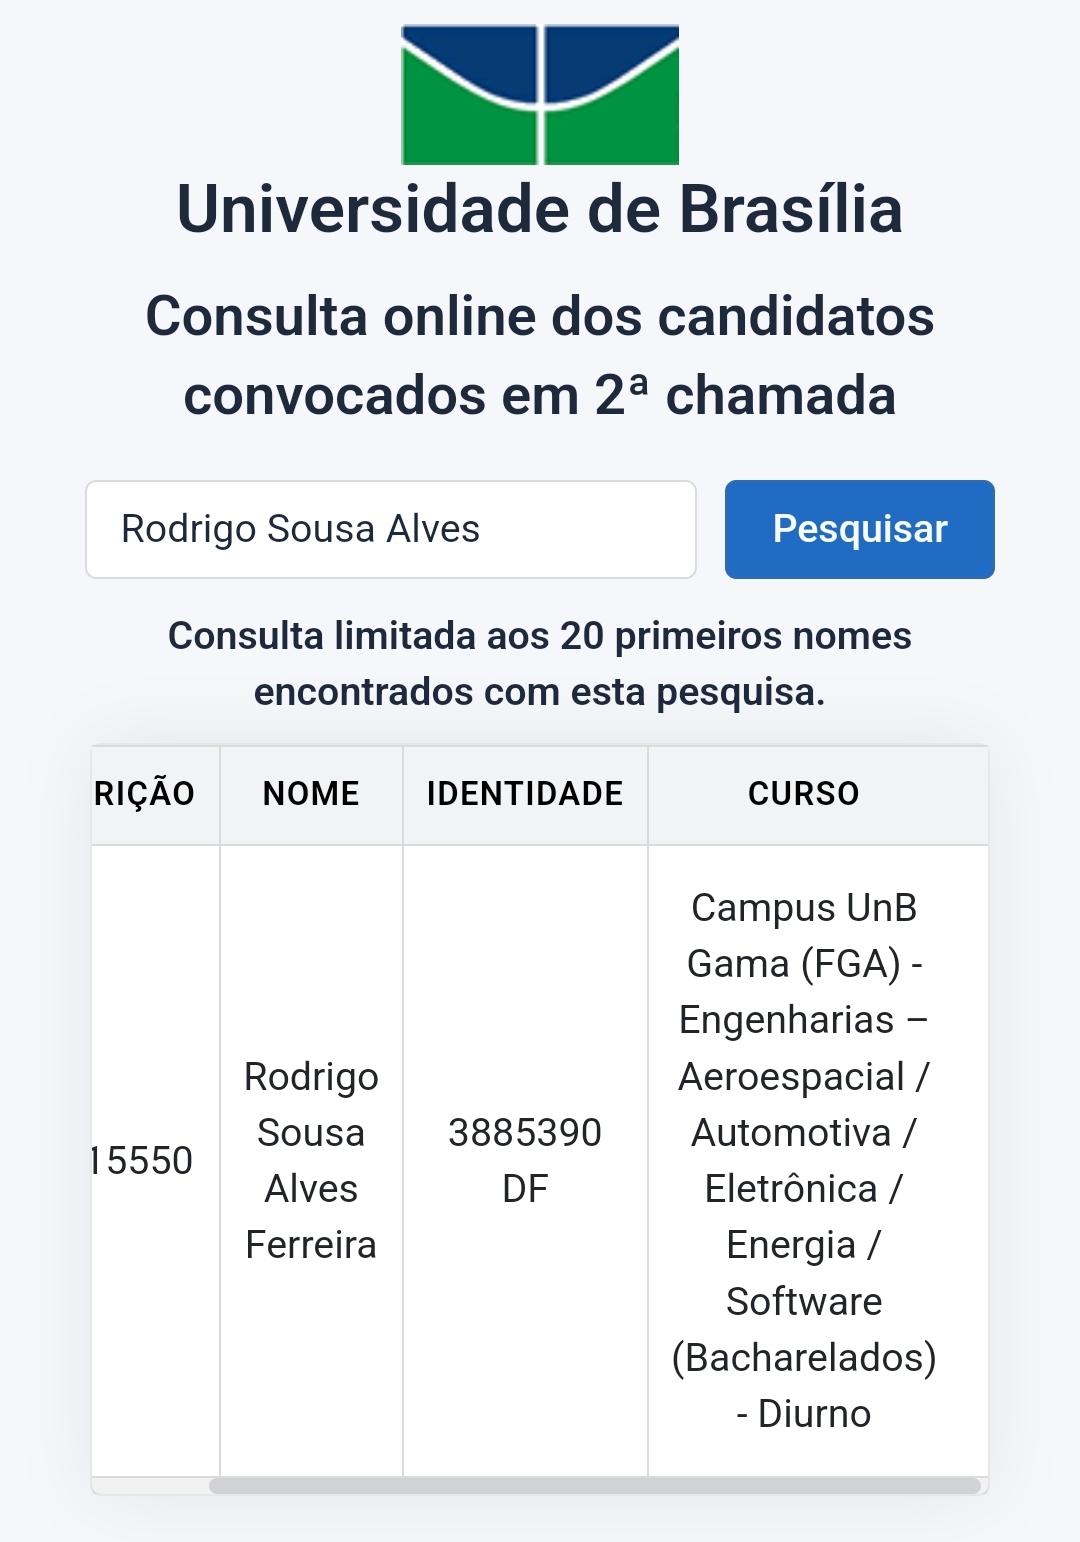 Universidade de Brasília
Consulta online dos candidatos
convocados em 2ª chamada
Rodrigo Sousa Alves
Pesquisar
Consulta limitada aos 20 primeiros nomes
encontrados com esta pesquisa.
RIÇÃO NOME IDENTIDADE CURSO
15550
Rodrigo
Sousa
Alves
Ferreira
3885390
DF
Campus UnB
Gama (FGA) -
Engenharias –
Aeroespacial /
Automotiva /
Eletrônica /
Energia /
Software
(Bacharelados)
- Diurno